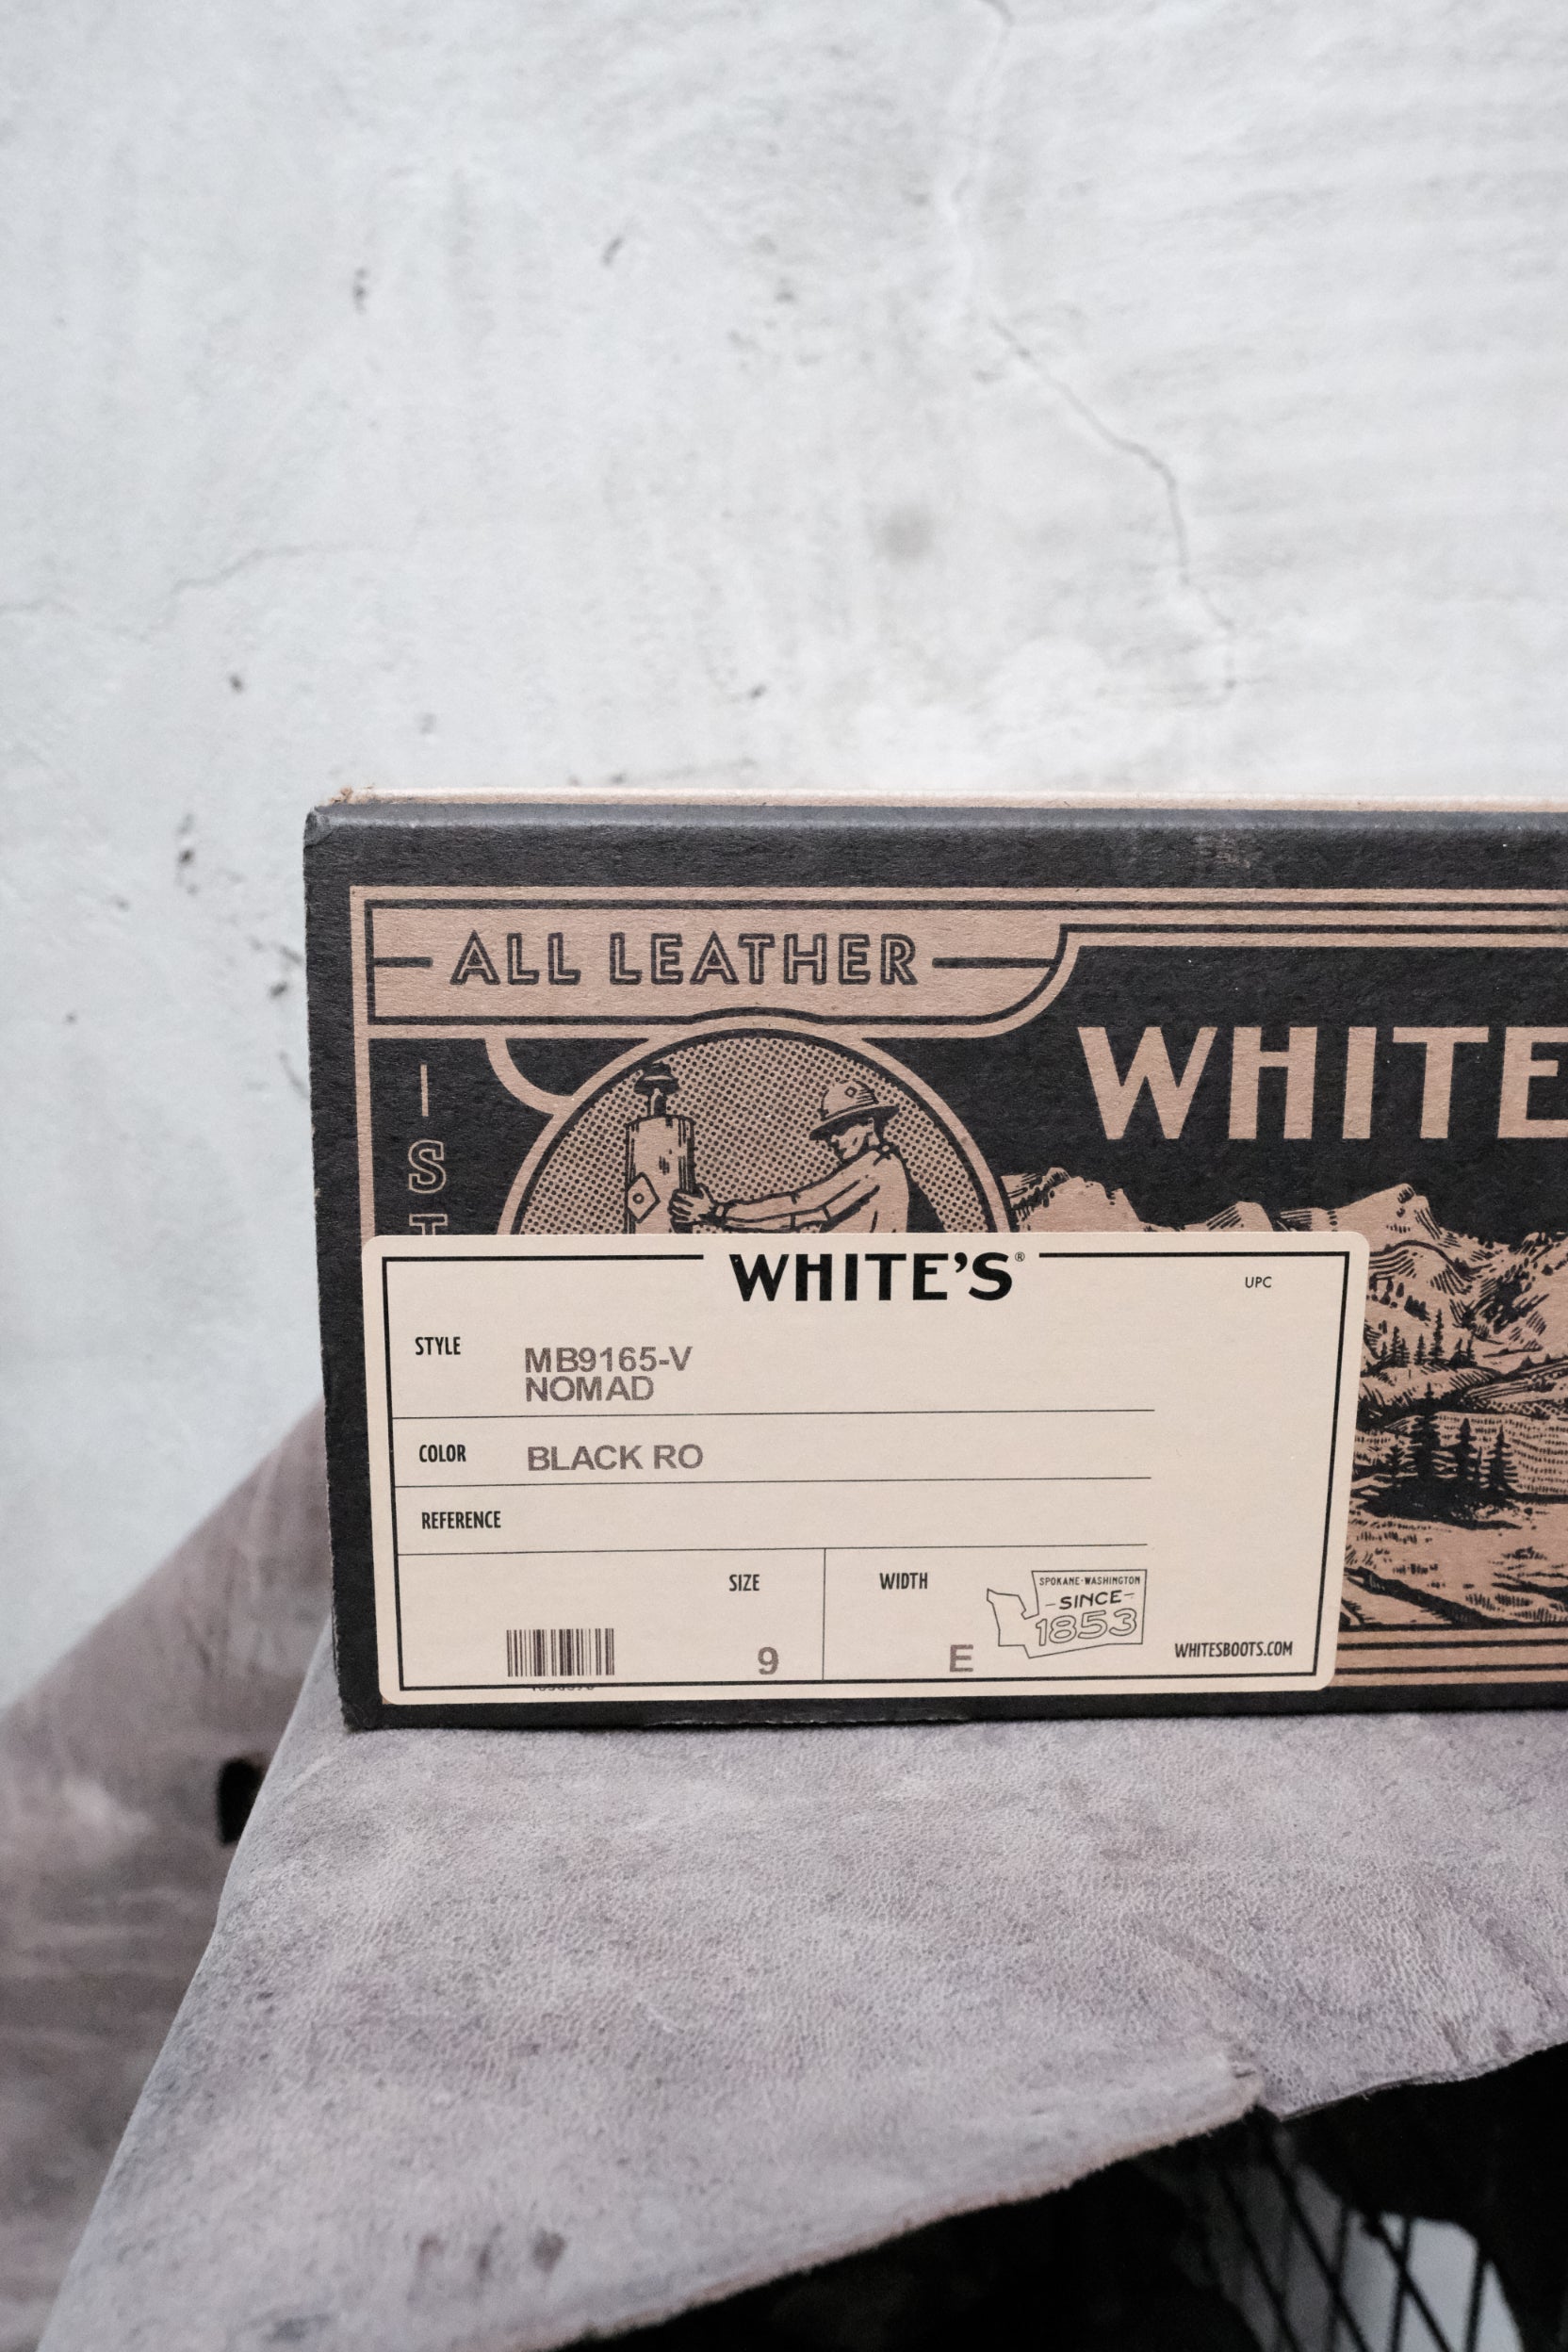 ALL LEATHER
WHITE
I
S
T
WHITE'S®
UPC
STYLE
MB9165-V
NOMAD
COLOR
BLACK RO
REFERENCE
SIZE
9
WIDTH
E
SPOKANE-WASHINGTON
-SINCE-
1853
WHITESBOOTS.COM